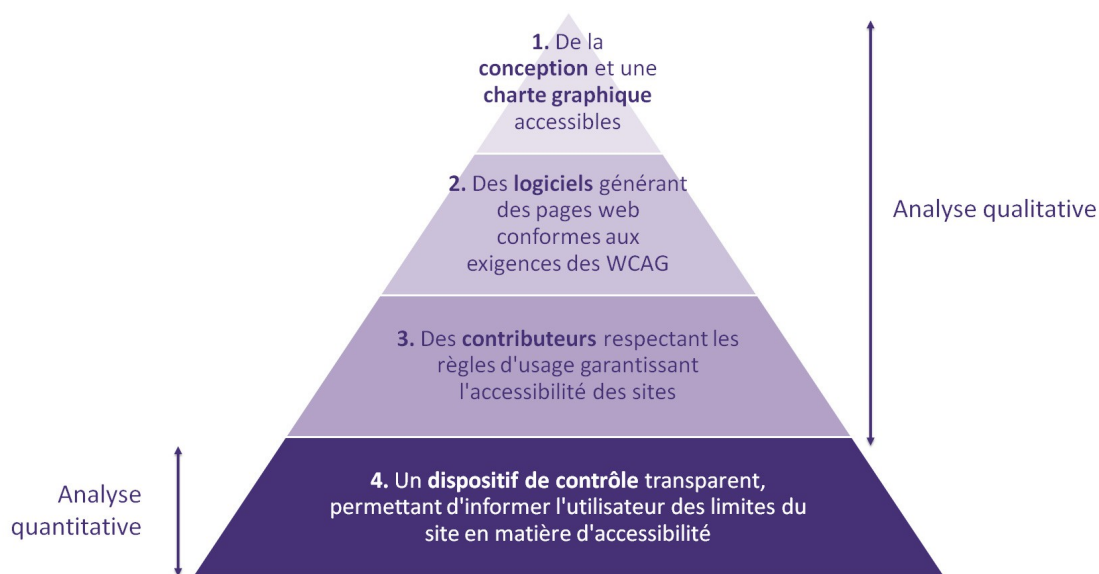 1. De la
conception et une
charte graphique
accessibles
2. Des logiciels générant
des pages web
conformes aux
exigences des WCAG
Analyse qualitative
3. Des contributeurs respectant les
règles d'usage garantissant
l'accessibilité des sites
Analyse
quantitative
4. Un dispositif de contrôle transparent,
permettant d'informer l'utilisateur des limites du
site en matière d'accessibilité